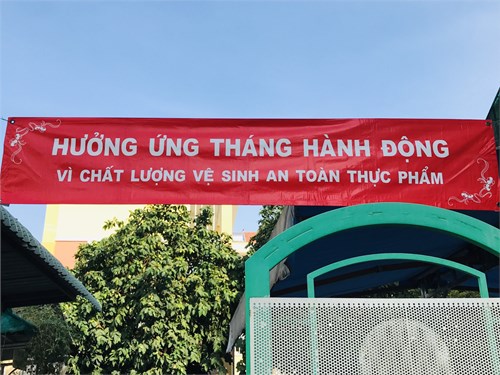 HƯỞNG ỨNG THÁNG HÀNH ĐỘNG
VÌ CHẤT LƯỢNG VỆ SINH AN TOÀN THỰC PHẨM